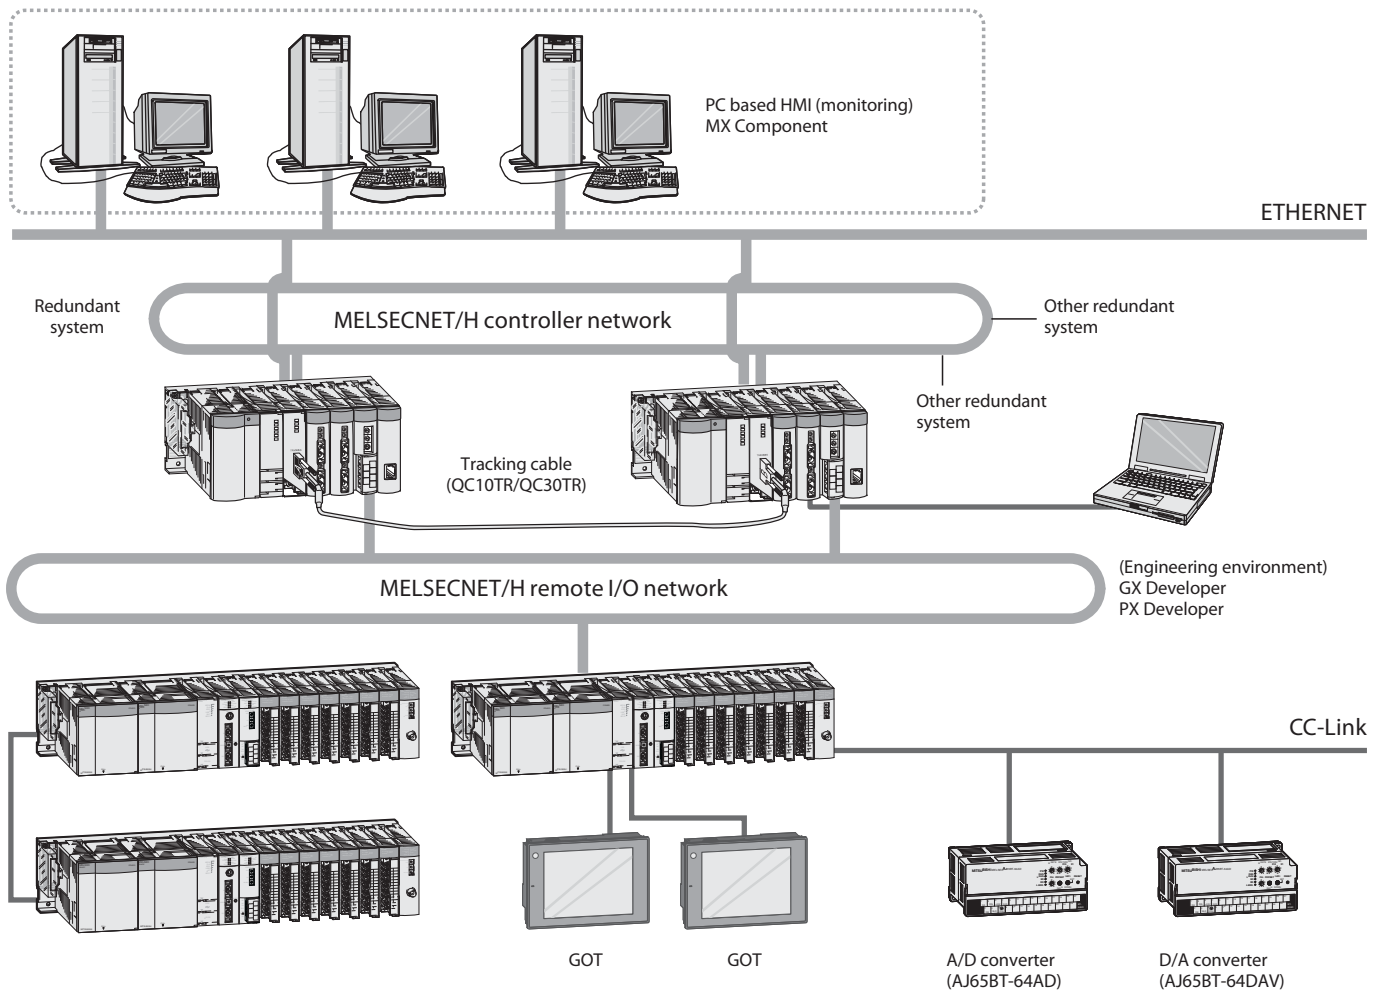 PC based HMI (monitoring)
MX Component
ETHERNET
Redundant
system
MELSECNET/H controller network
Other redundant
system
Other redundant
system
Tracking cable
(QC10TR/QC30TR)
(Engineering environment)
GX Developer
PX Developer
MELSECNET/H remote I/O network
CC-Link
GOT
GOT
A/D converter
(AJ65BT-64AD)
D/A converter
(AJ65BT-64DAV)